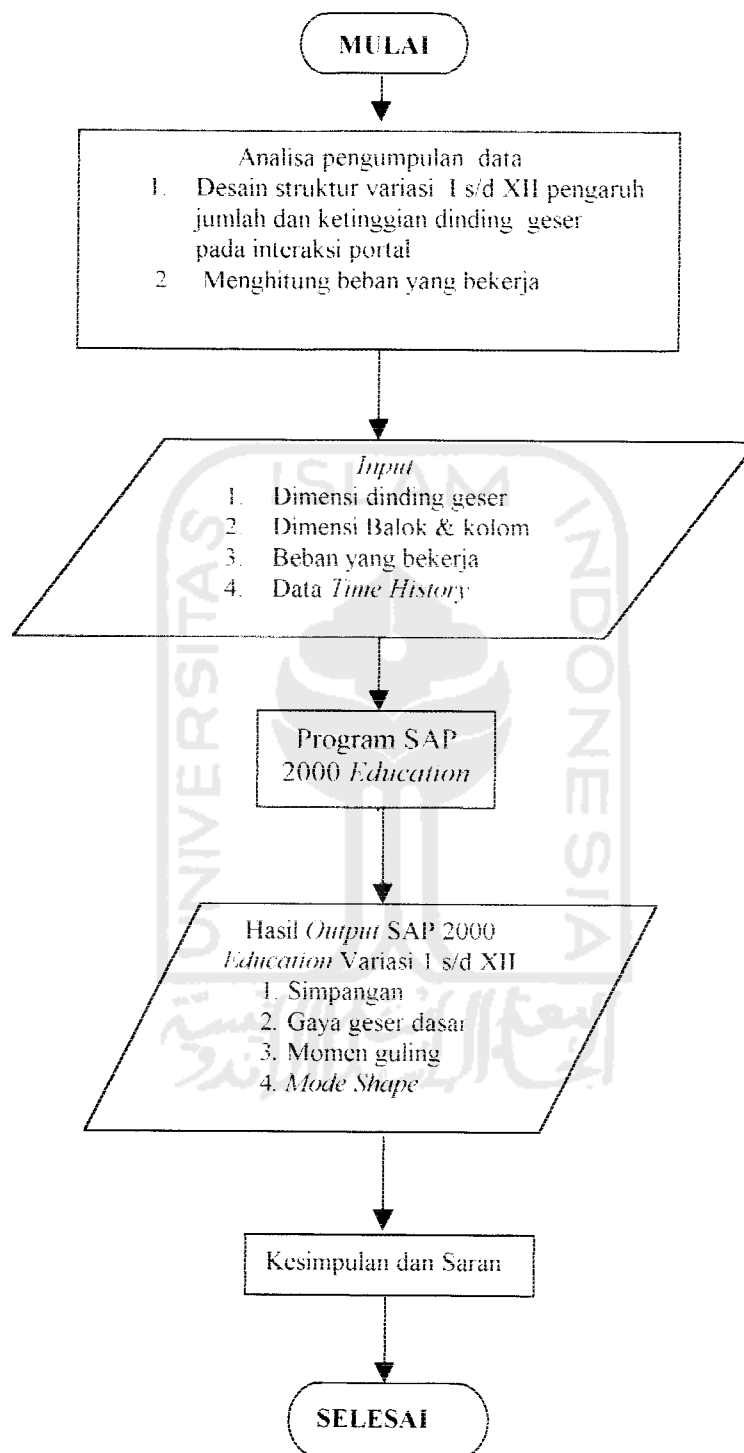 MULAI
Analisa pengumpulan data
1. Desain struktur variasi I s/d XII pengaruh
jumlah dan ketinggian dinding geser
pada interaksi portal
2 Menghitung beban yang bekerja
Input
1. Dimensi dinding geser
2. Dimensi Balok & kolom
3. Beban yang bekerja
4. Data Time History
Program SAP
2000 Education
Hasil Output SAP 2000
Education Variasi I s/d XII
1. Simpangan
2. Gaya geser dasar
3. Momen guling
4. Mode Shape
Kesimpulan dan Saran
SELESAI
UNIVERSITAS
ISLAM
INDONESIA